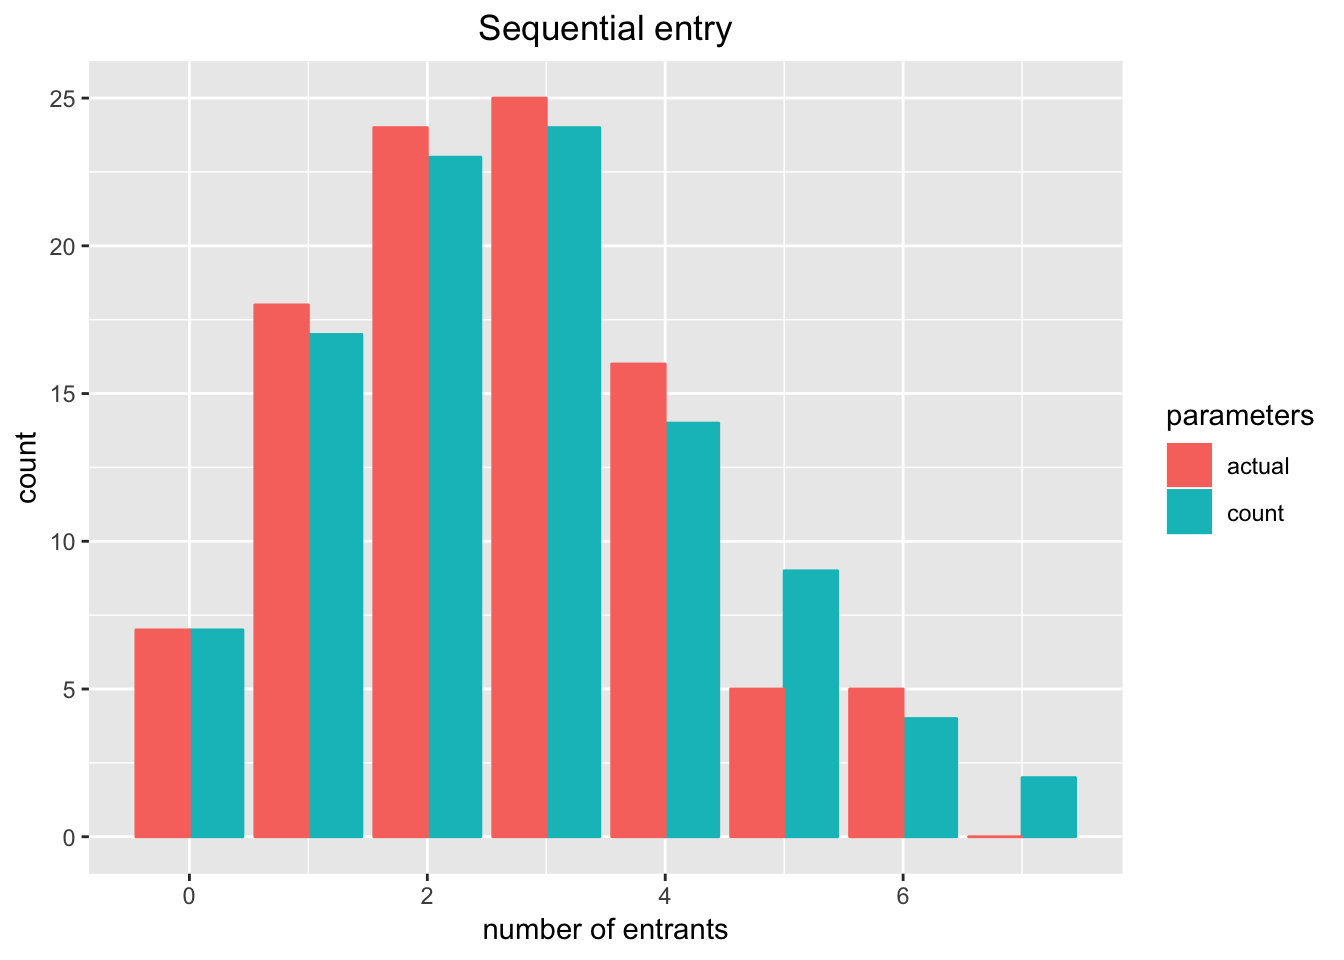 Sequential entry
25
20
15
10
5
0
count
0 2 4 6
number of entrants
parameters
actual
count